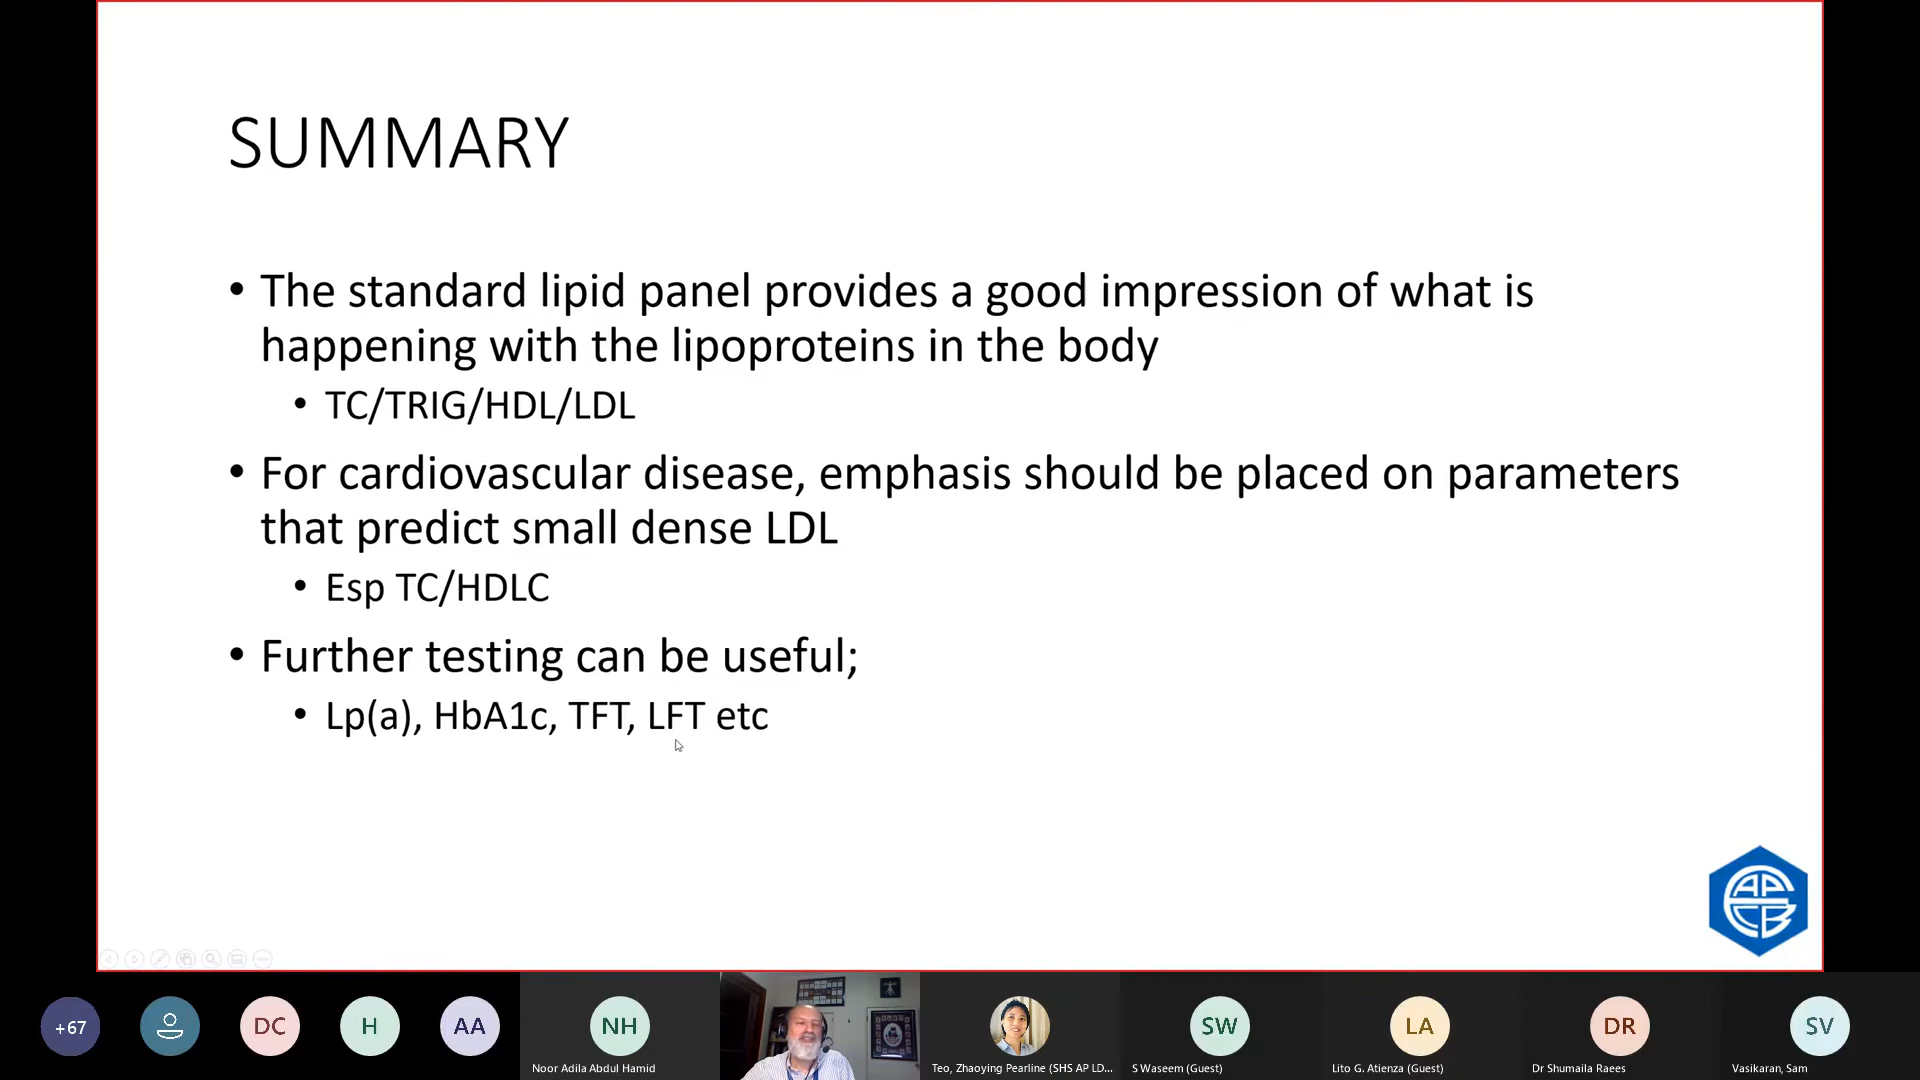 SUMMARY
• The standard lipid panel provides a good impression of what is
happening with the lipoproteins in the body
• TC/TRIG/HDL/LDL
• For cardiovascular disease, emphasis should be placed on parameters
that predict small dense LDL
• Esp TC/HDLC
• Further testing can be useful;
• Lp(a), HbA1c, TFT, LFT etc
APFCB
+67
DC
H
AA
NH
SW
LA
DR
SV
Noor Adila Abdul Hamid
Teo, Zhaoying Pearline (SHS AP LD...
S Waseem (Guest)
Lito G. Atienza (Guest)
Dr Shumaila Raees
Vasikaran, Sam